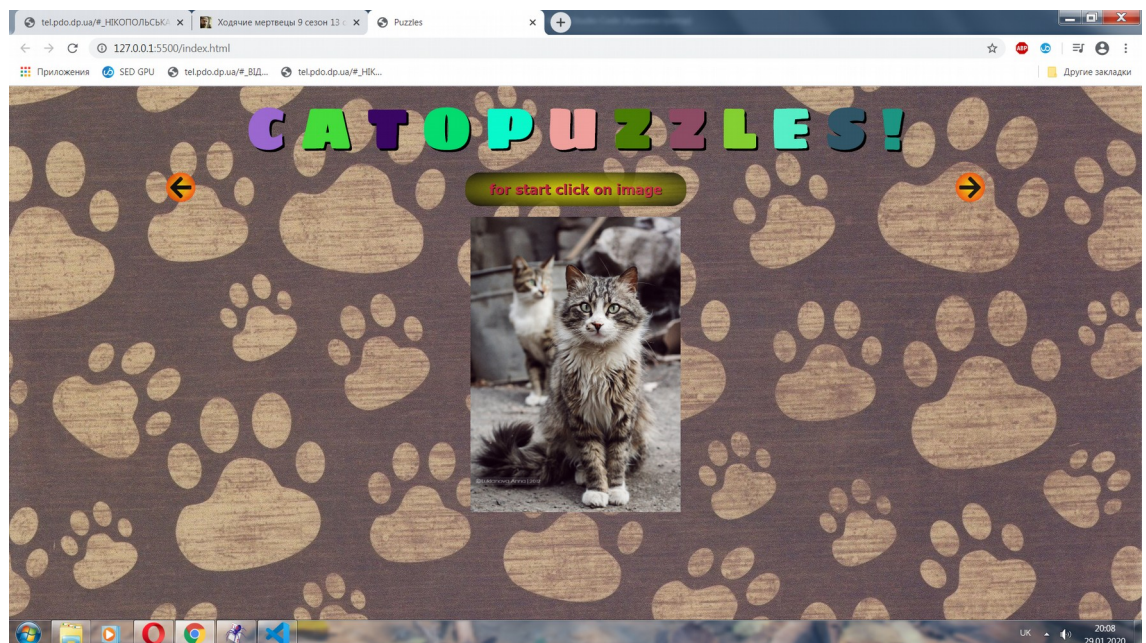 tel.pdo.dp.ua/#_НІКОПОЛЬСЬКА
Ходячие мертвецы 9 сезон 13 с
Puzzles
127.0.0.1:5500/index.html
ABP
Приложения
SED GPU
tel.pdo.dp.ua/#_ВІД...
tel.pdo.dp.ua/#_НІК...
Другие закладки
CATOPUZZLES!
for start click on image
UK
20:08
29.01.2020